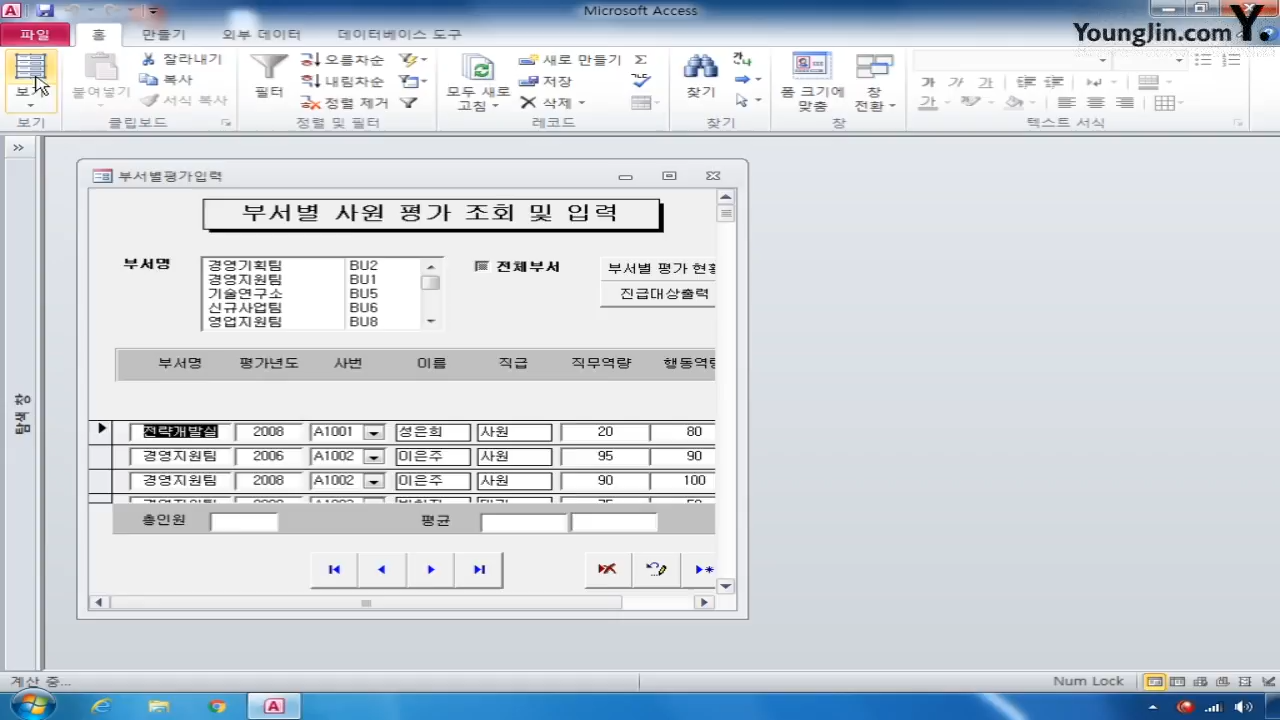 Microsoft Access
YoungJin.com Y.
파일 홈 만들기 외부 데이터 데이터베이스 도구
보기 붙여넣기 잘라내기 복사 서식 복사 필터 오름차순 내림차순 정렬 제거 모두 새로 고침 새로 만들기 저장 삭제 찾기 폼 크기에 맞춤 창 전환 가 가 가 가
보기 클립보드 정렬 및 필터 레코드 찾기 창 텍스트 서식
탐색 창
부서별평가입력
부서별 사원 평가 조회 및 입력
부서명
경영기획팀 BU2
경영지원팀 BU1
기술연구소 BU5
신규사업팀 BU6
영업지원팀 BU8
전체부서
부서별 평가 현황
진급대상출력
부서명 평가년도 사번 이름 직급 직무역량 행동역량
전략개발실 2008 A1001 성은희 사원 20 80
경영지원팀 2006 A1002 이은주 사원 95 90
경영지원팀 2008 A1002 이은주 사원 90 100
총인원 평균
계산 중... Num Lock